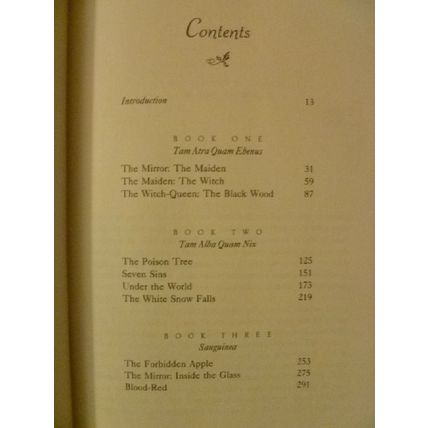 Contents
Introduction 13
BOOK ONE
Tam Atra Quam Ebenus
The Mirror: The Maiden 31
The Maiden: The Witch 59
The Witch-Queen: The Black Wood 87
BOOK TWO
Tam Alba Quam Nix
The Poison Tree 125
Seven Sins 151
Under the World 173
The White Snow Falls 219
BOOK THREE
Sanguinea
The Forbidden Apple 253
The Mirror: Inside the Glass 275
Blood-Red 291